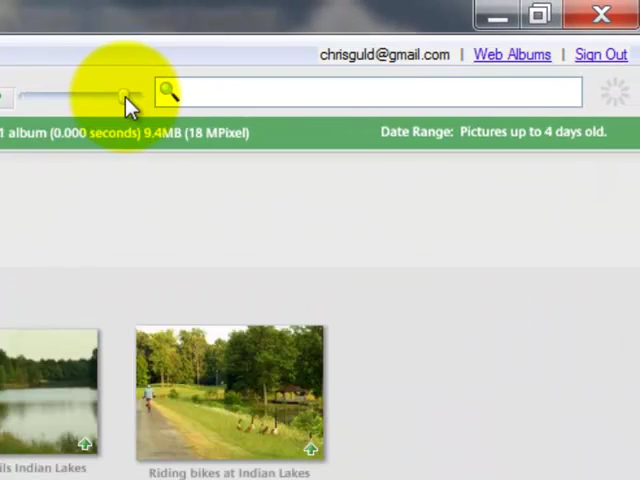 chrisguld@gmail.com | Web Albums | Sign Out
1 album (0.000 seconds) 9.4MB (18 MPixel) Date Range: Pictures up to 4 days old.
ils Indian Lakes
Riding bikes at Indian Lakes